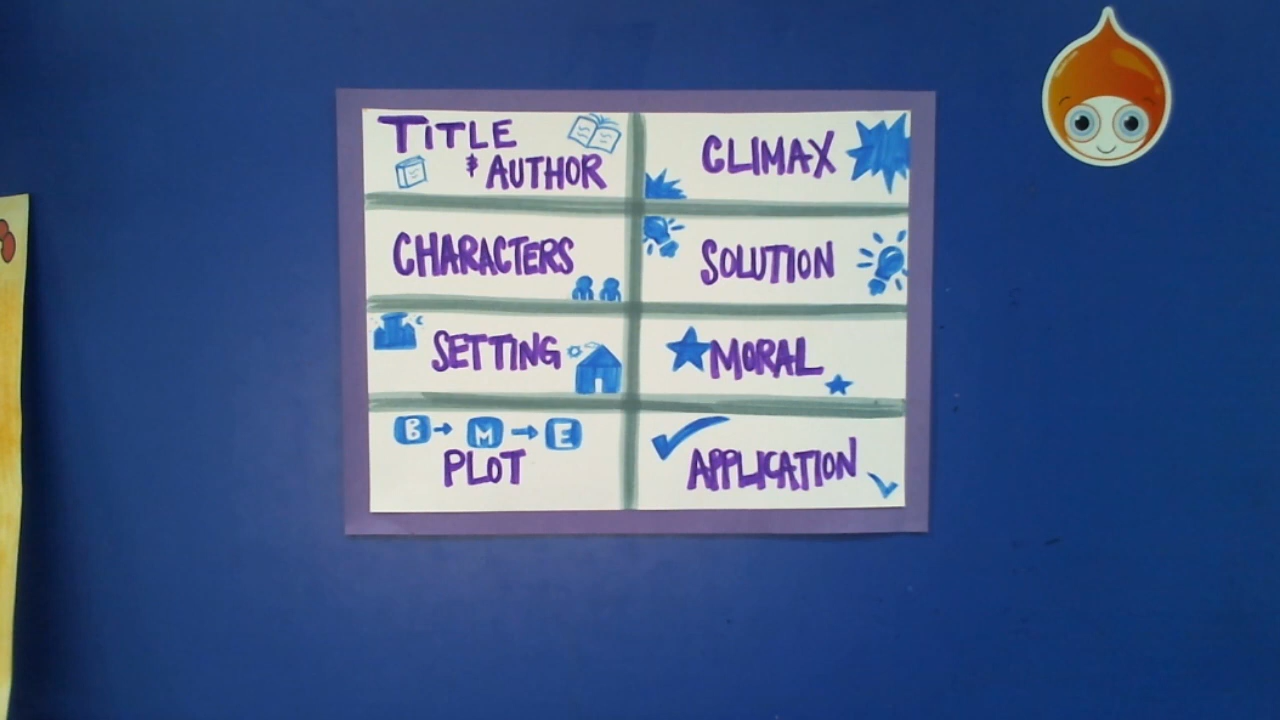 TITLE
& AUTHOR
CHARACTERS
SETTING
B → M → E
PLOT
CLIMAX
SOLUTION
MORAL
APPLICATION